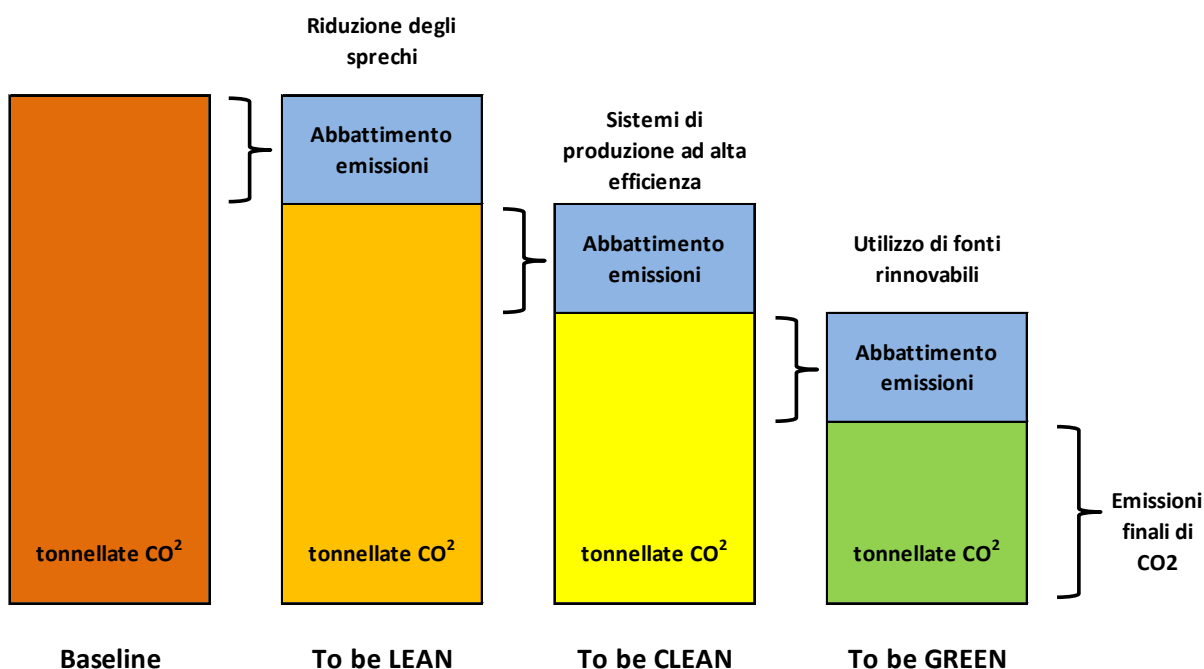 Riduzione degli
sprechi
Abbattimento
emissioni
Sistemi di
produzione ad alta
efficienza
Abbattimento
emissioni
Utilizzo di fonti
rinnovabili
Abbattimento
emissioni
tonnellate CO²
tonnellate CO²
tonnellate CO²
tonnellate CO²
Emissioni
finali di
CO2
Baseline
To be LEAN
To be CLEAN
To be GREEN